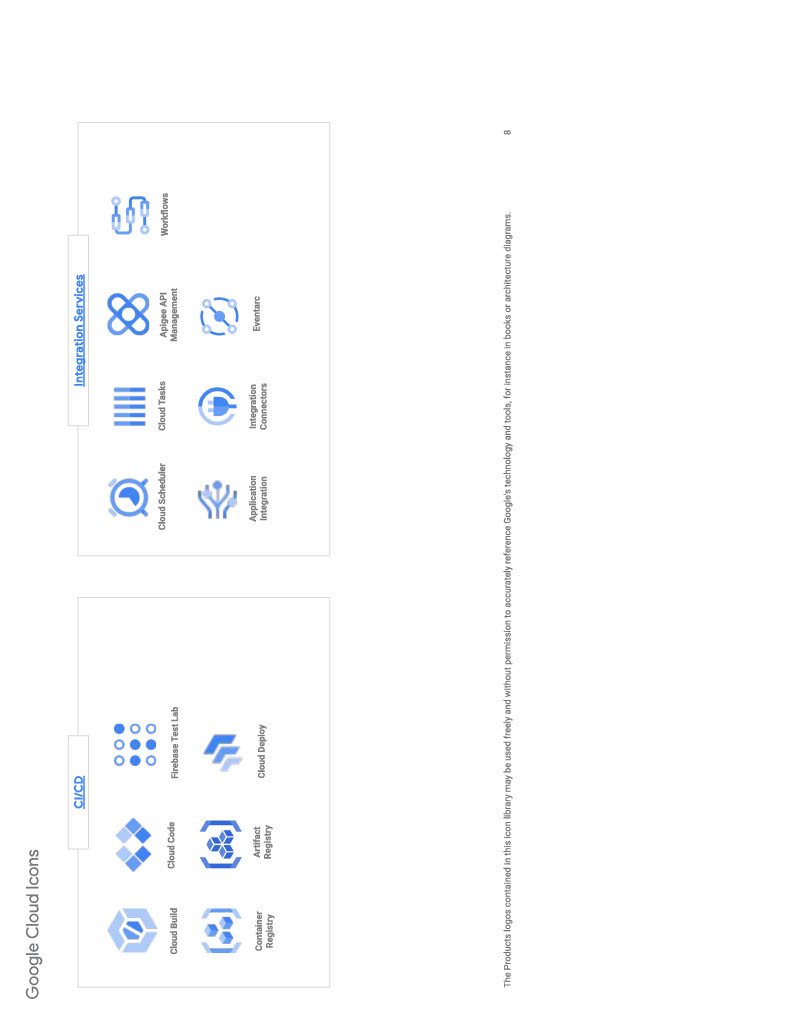 Google Cloud Icons
CI/CD
Cloud Build
Cloud Code
Firebase Test Lab
Container
Registry
Artifact
Registry
Cloud Deploy
Integration Services
Cloud Scheduler
Cloud Tasks
Apigee API
Management
Workflows
Application
Integration
Integration
Connectors
Eventarc
The Products logos contained in this icon library may be used freely and without permission to accurately reference Google's technology and tools, for instance in books or architecture diagrams.
8